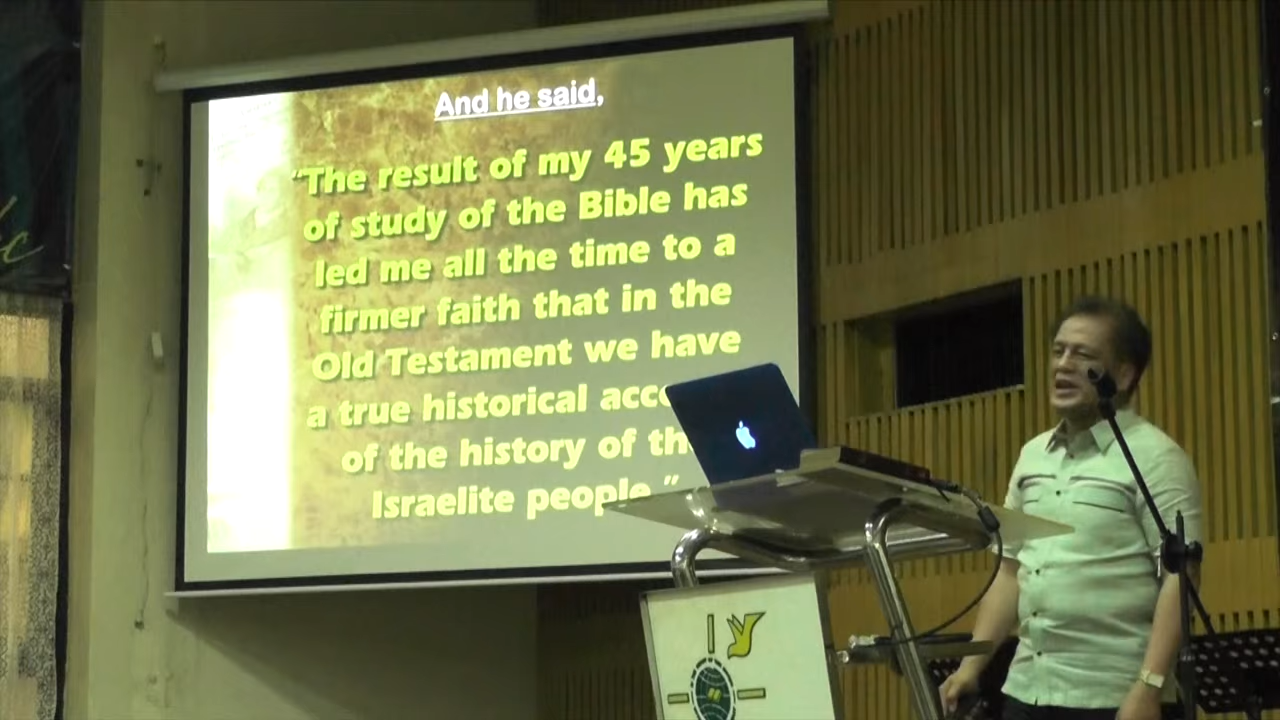 And he said,
"The result of my 45 years
of study of the Bible has
led me all the time to a
firmer faith that in the
Old Testament we have
a true historical acc
of the history of th
Israelite people."